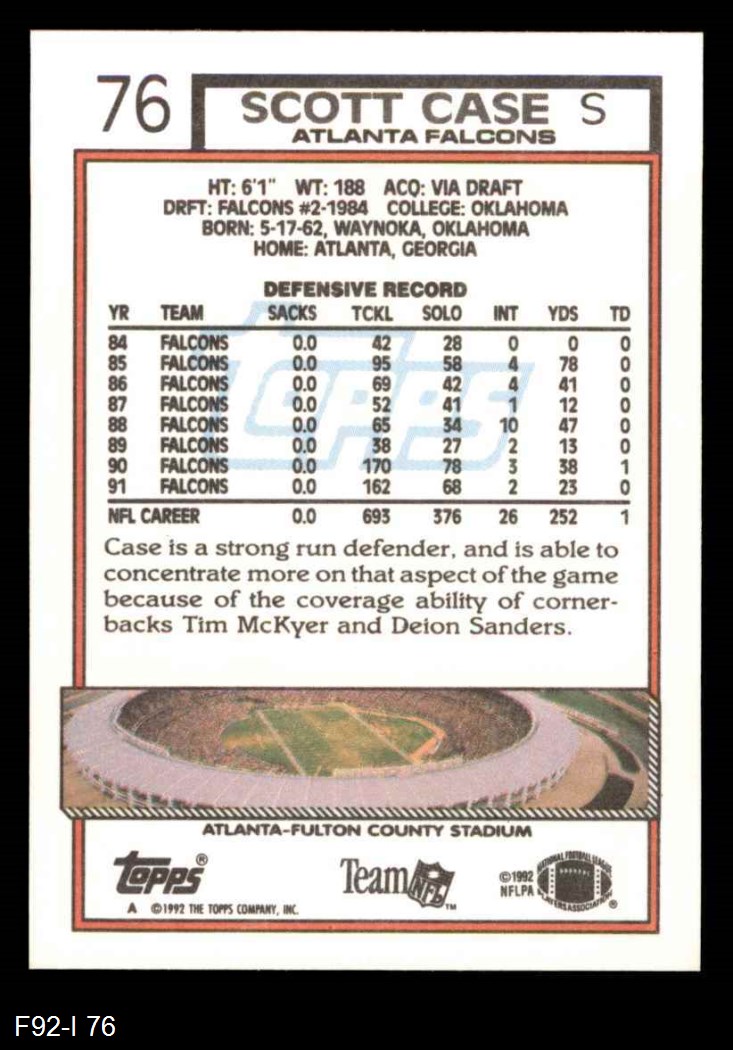 76 SCOTT CASE S
ATLANTA FALCONS
HT: 6'1" WT: 188 ACQ: VIA DRAFT
DRFT: FALCONS #2-1984 COLLEGE: OKLAHOMA
BORN: 5-17-62, WAYNOKA, OKLAHOMA
HOME: ATLANTA, GEORGIA
DEFENSIVE RECORD
YR TEAM SACKS TCKL SOLO INT YDS TD
84 FALCONS 0.0 42 28 0 0 0
85 FALCONS 0.0 95 58 4 78 0
86 FALCONS 0.0 69 42 4 41 0
87 FALCONS 0.0 52 41 1 12 0
88 FALCONS 0.0 65 34 10 47 0
89 FALCONS 0.0 38 27 2 13 0
90 FALCONS 0.0 170 78 3 38 1
91 FALCONS 0.0 162 68 2 23 0
NFL CAREER 0.0 693 376 26 252 1
Topps
Case is a strong run defender, and is able to
concentrate more on that aspect of the game
because of the coverage ability of corner-
backs Tim McKyer and Deion Sanders.
ATLANTA-FULTON COUNTY STADIUM
Topps®
A ©1992 THE TOPPS COMPANY, INC.
Team NFL™
©1992
NFLPA
NATIONAL FOOTBALL LEAGUE
PLAYERS ASSOCIATION®
F92-I 76